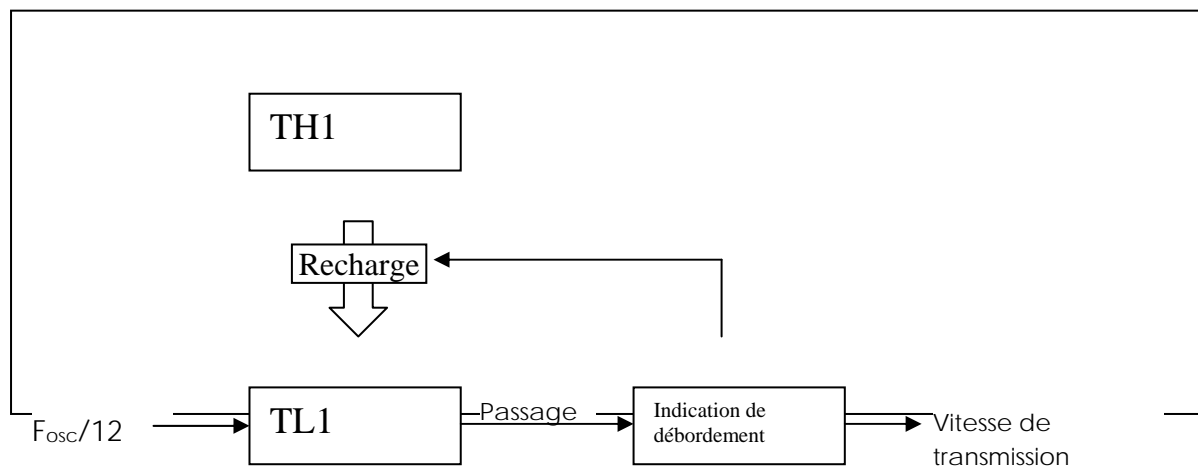 TH1
Recharge
Fosc/12
TL1
Passage
Indication de
débordement
Vitesse de
transmission